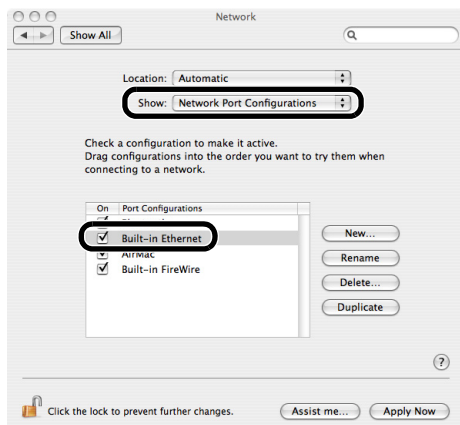 Network
Show All
Location: Automatic
Show: Network Port Configurations
Check a configuration to make it active.
Drag configurations into the order you want to try them when
connecting to a network.
On Port Configurations
Built-in Ethernet
AirMac
Built-in FireWire
New...
Rename
Delete...
Duplicate
?
Click the lock to prevent further changes.
Assist me...
Apply Now